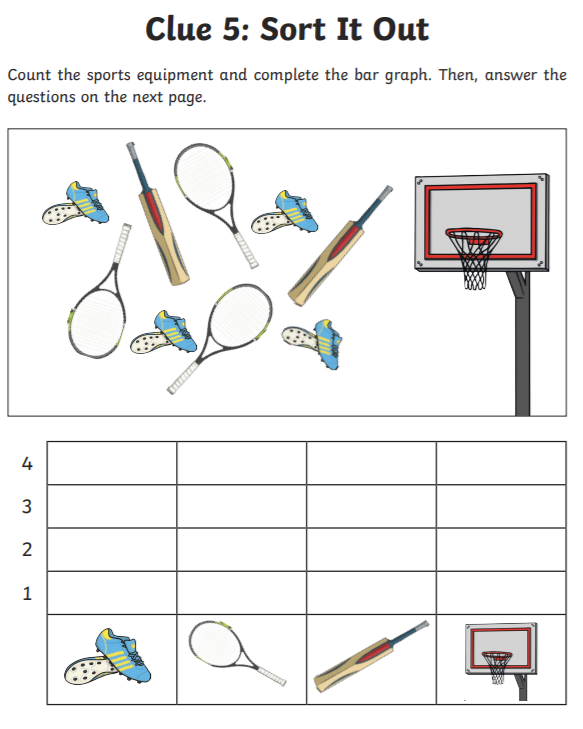 Clue 5: Sort It Out
Count the sports equipment and complete the bar graph. Then, answer the
questions on the next page.
4
3
2
1